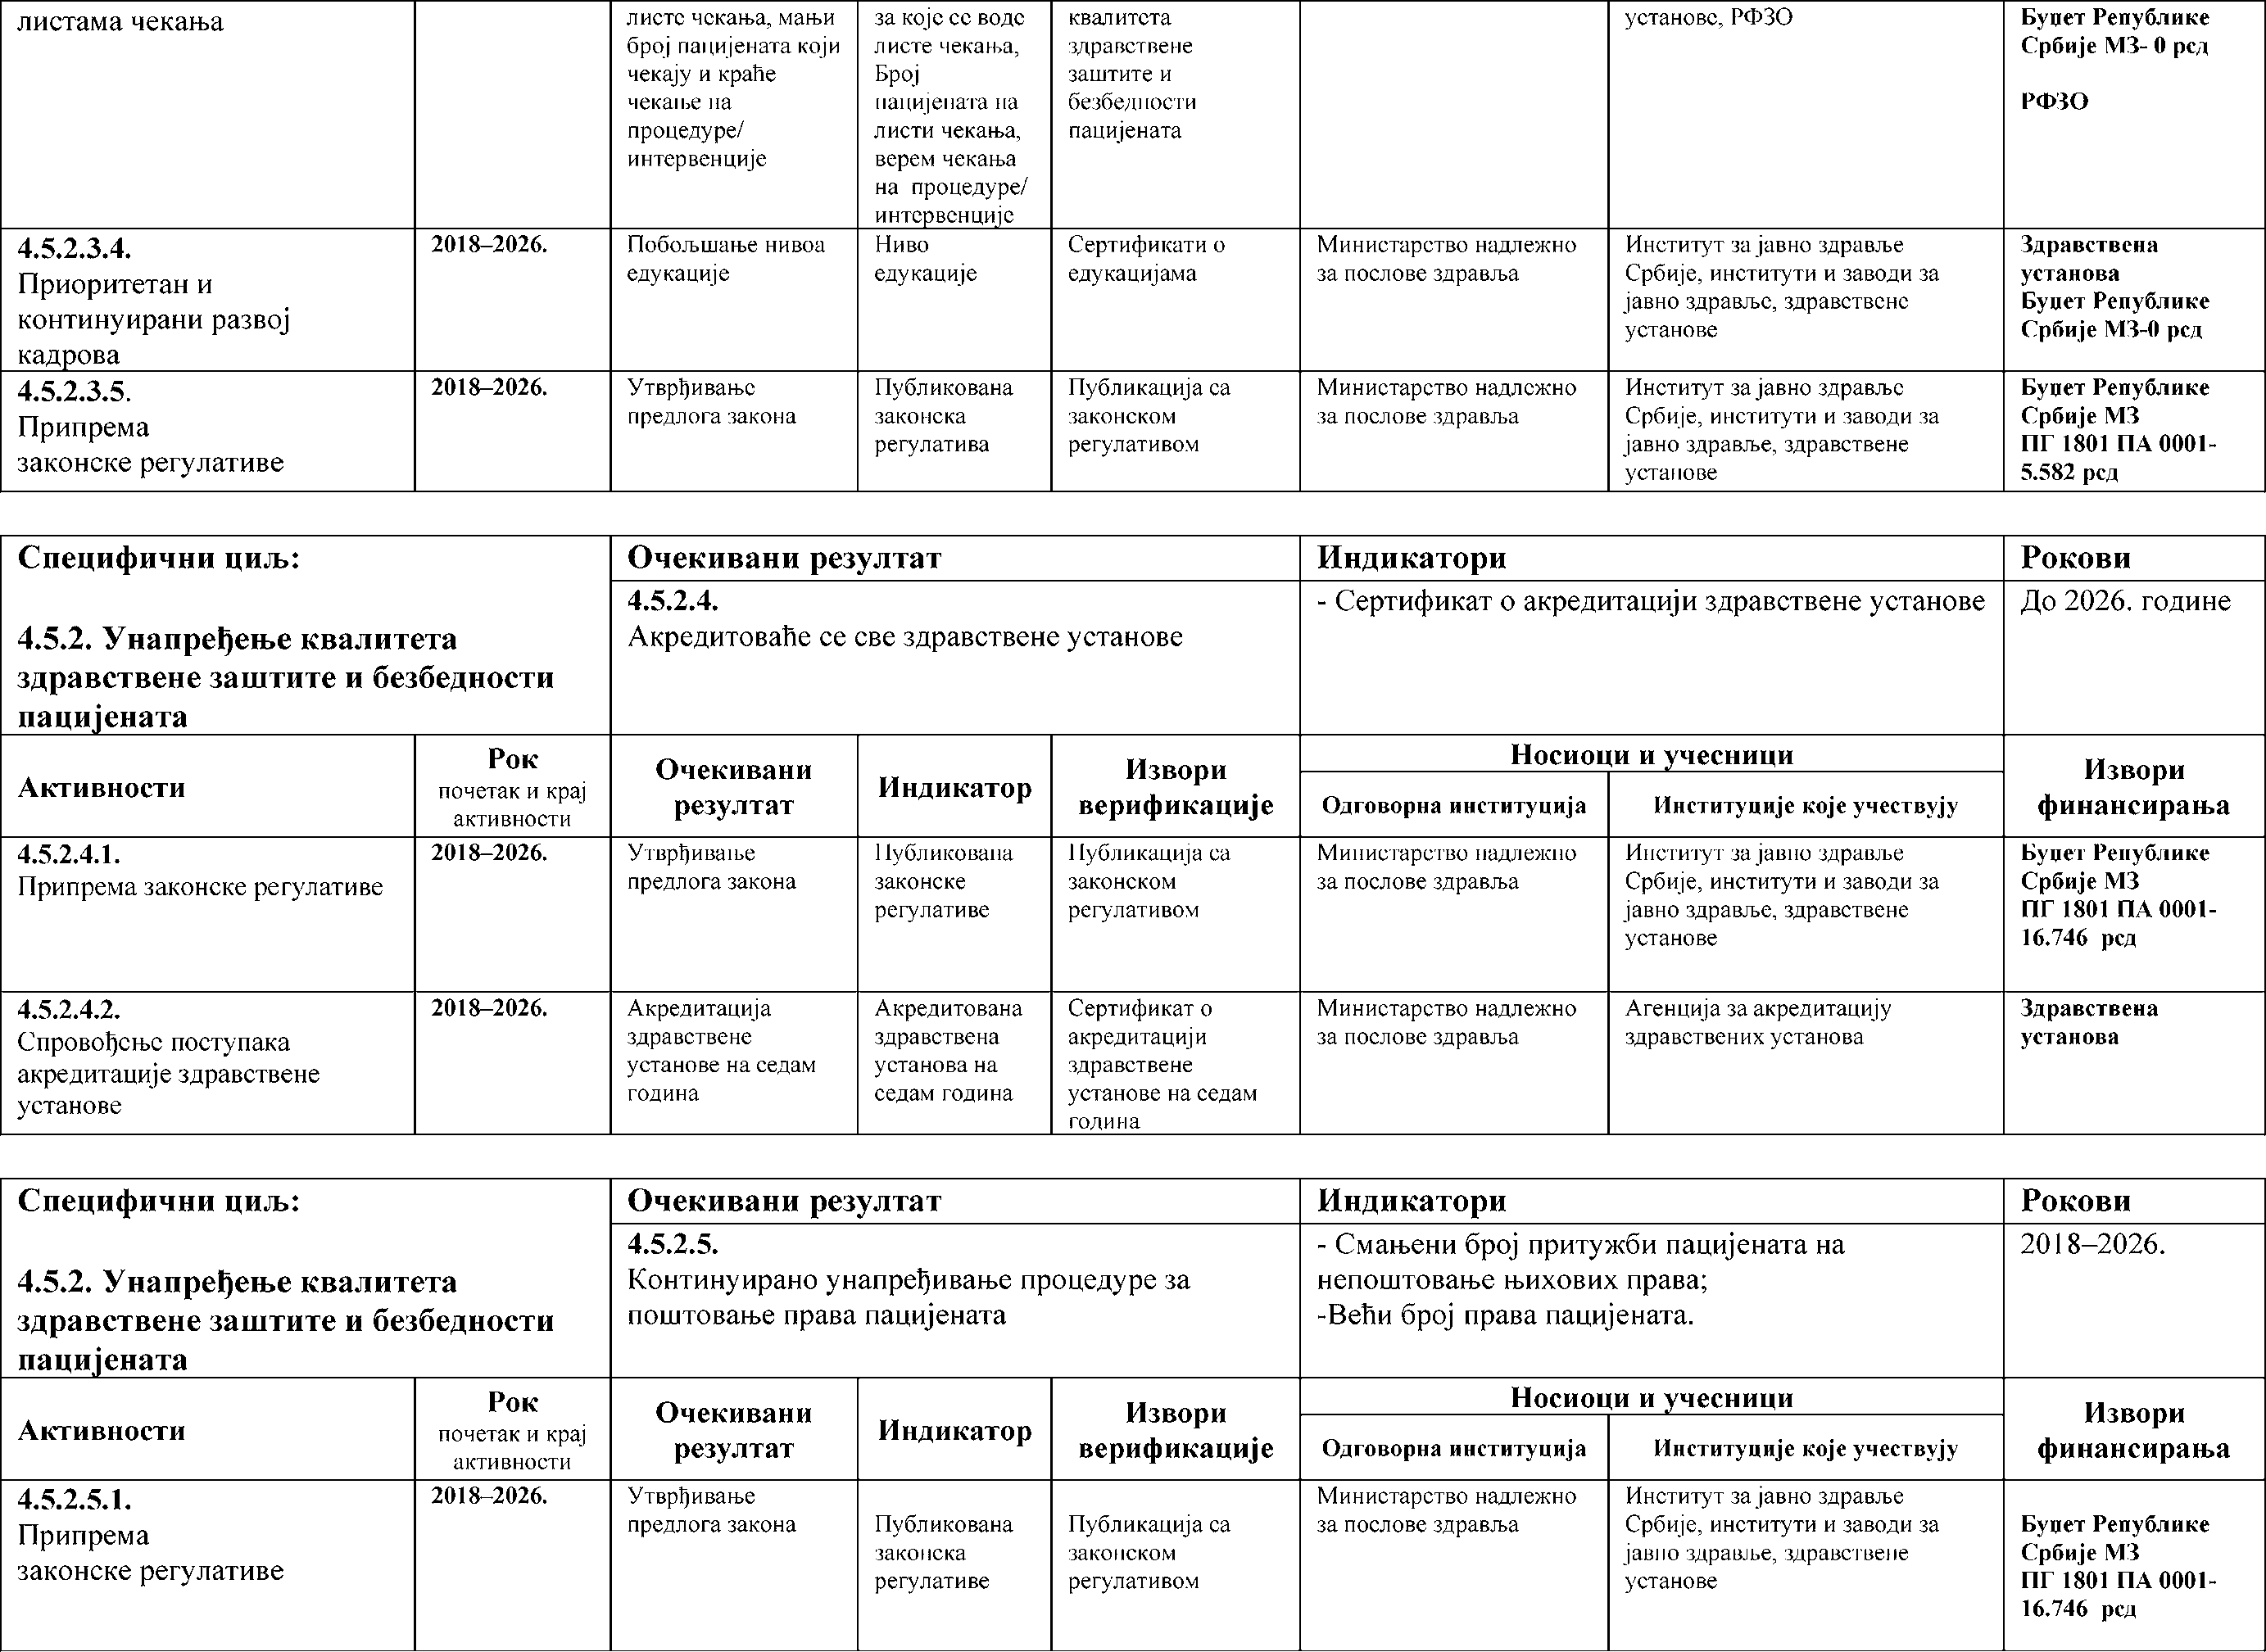 листама чекања
листе чекања, мањи
број пацијената који
чекају и краће
чекање на
процедуре/
интервенције
за које се воде
листе чекања,
Број
пацијената на
листи чекања,
верем чекања
на процедуре/
интервенције
квалитета
здравствене
заштите и
безбедности
пацијената
установе, РФЗО
Буџет Републике
Србије МЗ- 0 рсд
РФЗО
4.5.2.3.4.
Приоритетан и
континуирани развој
кадрова
2018–2026.
Побољшање нивоа
едукације
Ниво
едукације
Сертификати о
едукацијама
Министарство надлежно
за послове здравља
Институт за јавно здравље
Србије, институти и заводи за
јавно здравље, здравствене
установе
Здравствена
установа
Буџет Републике
Србије МЗ-0 рсд
4.5.2.3.5.
Припрема
законске регулативе
2018–2026.
Утврђивање
предлога закона
Публикована
законска
регулатива
Публикација са
законском
регулативом
Министарство надлежно
за послове здравља
Институт за јавно здравље
Србије, институти и заводи за
јавно здравље, здравствене
установе
Буџет Републике
Србије МЗ
ПГ 1801 ПА 0001-
5.582 рсд
Специфични циљ:
4.5.2. Унапређење квалитета
здравствене заштите и безбедности
пацијената
Очекивани резултат
4.5.2.4.
Акредитоваће се све здравствене установе
Индикатори
- Сертификат о акредитацији здравствене установе
Рокови
До 2026. године
Активности
Рок
почетак и крај
активности
Очекивани
резултат
Индикатор
Извори
верификације
Носиоци и учесници
Одговорна институција
Институције које учествују
Извори
финансирања
4.5.2.4.1.
Припрема законске регулативе
2018–2026.
Утврђивање
предлога закона
Публикована
законске
регулативе
Публикација са
законском
регулативом
Министарство надлежно
за послове здравља
Институт за јавно здравље
Србије, институти и заводи за
јавно здравље, здравствене
установе
Буџет Републике
Србије МЗ
ПГ 1801 ПА 0001-
16.746 рсд
4.5.2.4.2.
Спровођење поступака
акредитације здравствене
установе
2018–2026.
Акредитација
здравствене
установе на седам
година
Акредитована
здравствена
установа на
седам година
Сертификат о
акредитацији
здравствене
установе на седам
година
Министарство надлежно
за послове здравља
Агенција за акредитацију
здравствених установа
Здравствена
установа
Специфични циљ:
4.5.2. Унапређење квалитета
здравствене заштите и безбедности
пацијената
Очекивани резултат
4.5.2.5.
Континуирано унапређивање процедуре за
поштовање права пацијената
Индикатори
- Смањени број притужби пацијената на
непоштовање њихових права;
-Већи број права пацијената.
Рокови
2018–2026.
Активности
Рок
почетак и крај
активности
Очекивани
резултат
Индикатор
Извори
верификације
Носиоци и учесници
Одговорна институција
Институције које учествују
Извори
финансирања
4.5.2.5.1.
Припрема
законске регулативе
2018–2026.
Утврђивање
предлога закона
Публикована
законска
регулативе
Публикација са
законском
регулативом
Министарство надлежно
за послове здравља
Институт за јавно здравље
Србије, институти и заводи за
јавно здравље, здравствене
установе
Буџет Републике
Србије МЗ
ПГ 1801 ПА 0001-
16.746 рсд